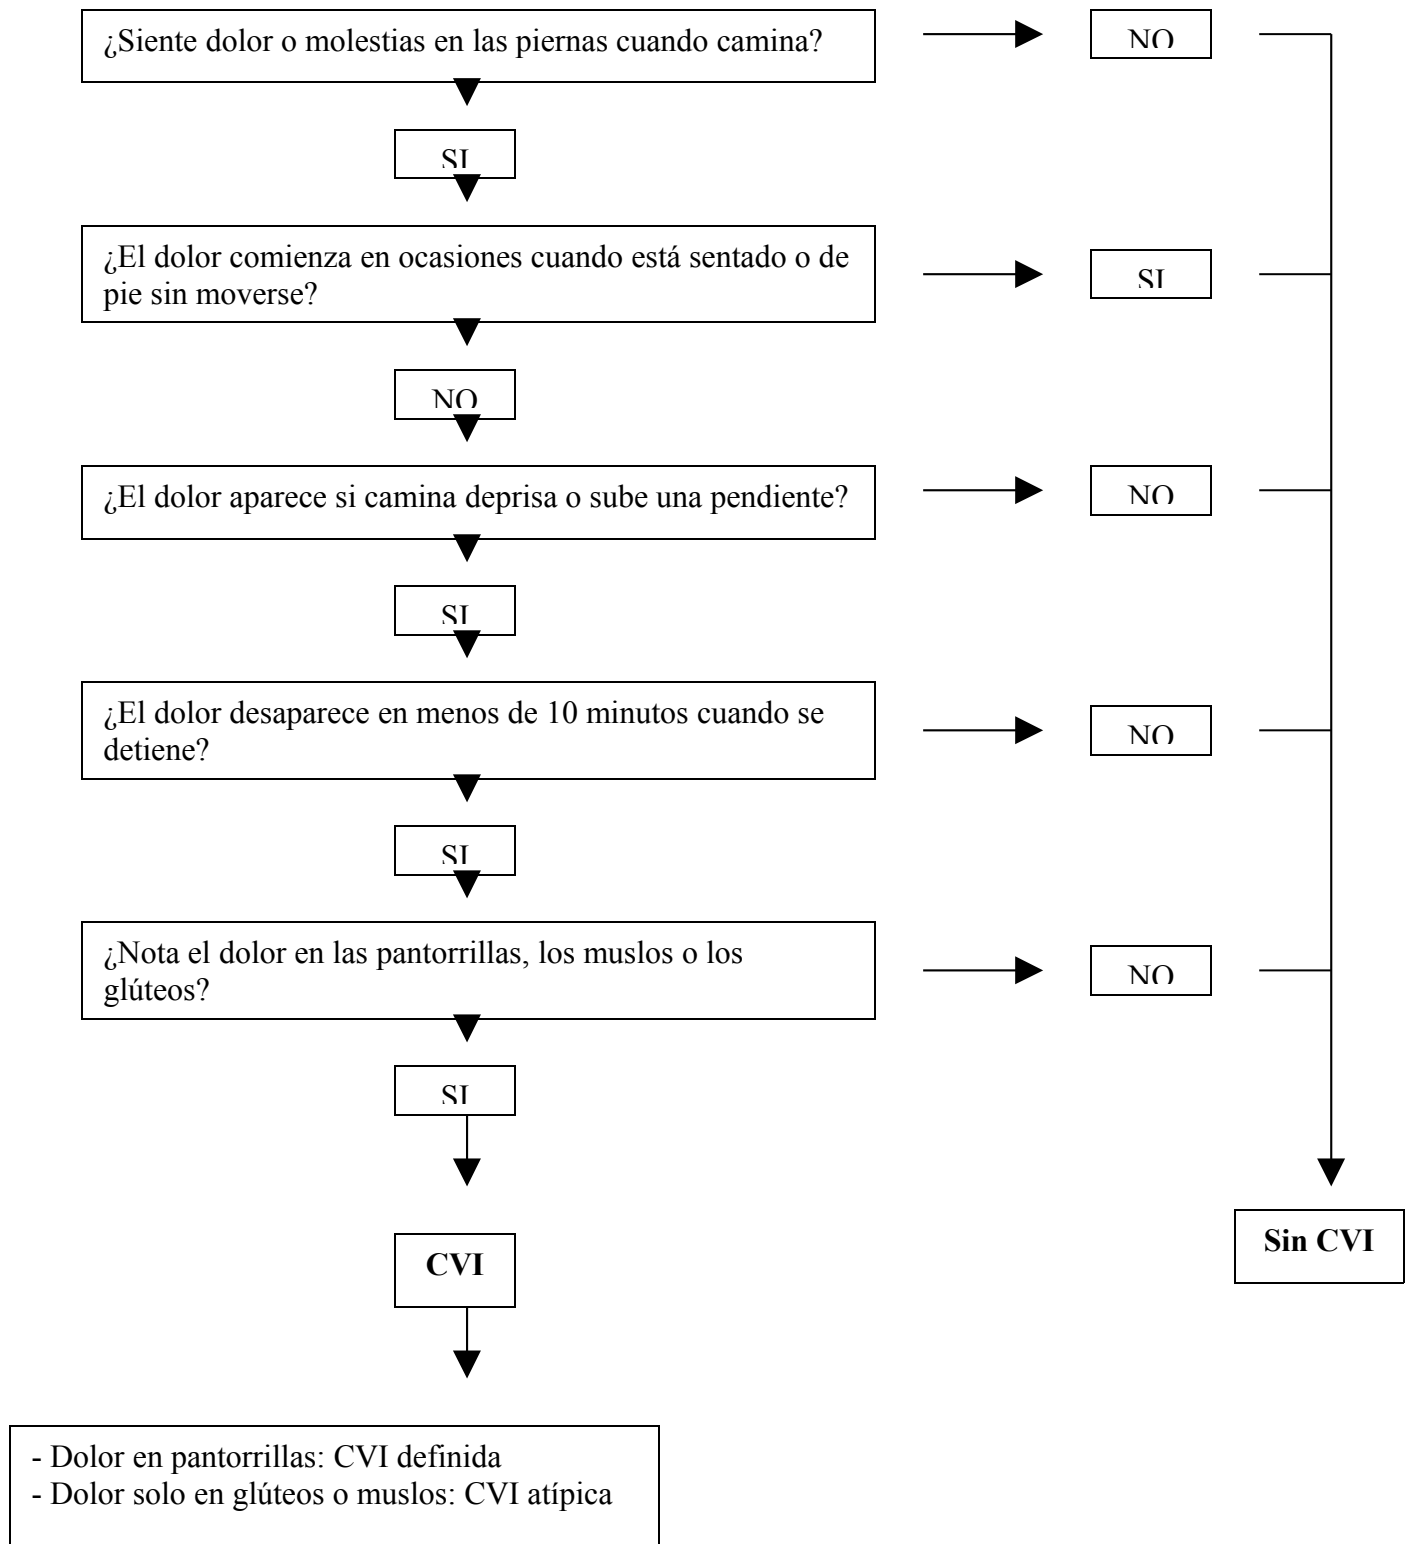 ¿Siente dolor o molestias en las piernas cuando camina?
NO
SI
¿El dolor comienza en ocasiones cuando está sentado o de
pie sin moverse?
SI
NO
¿El dolor aparece si camina deprisa o sube una pendiente?
NO
SI
¿El dolor desaparece en menos de 10 minutos cuando se
detiene?
NO
SI
¿Nota el dolor en las pantorrillas, los muslos o los
glúteos?
NO
SI
CVI
Sin CVI
- Dolor en pantorrillas: CVI definida
- Dolor solo en glúteos o muslos: CVI atípica